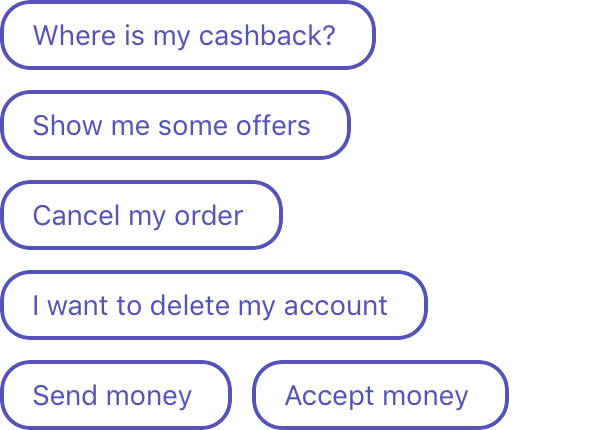 Where is my cashback?
Show me some offers
Cancel my order
I want to delete my account
Send money Accept money